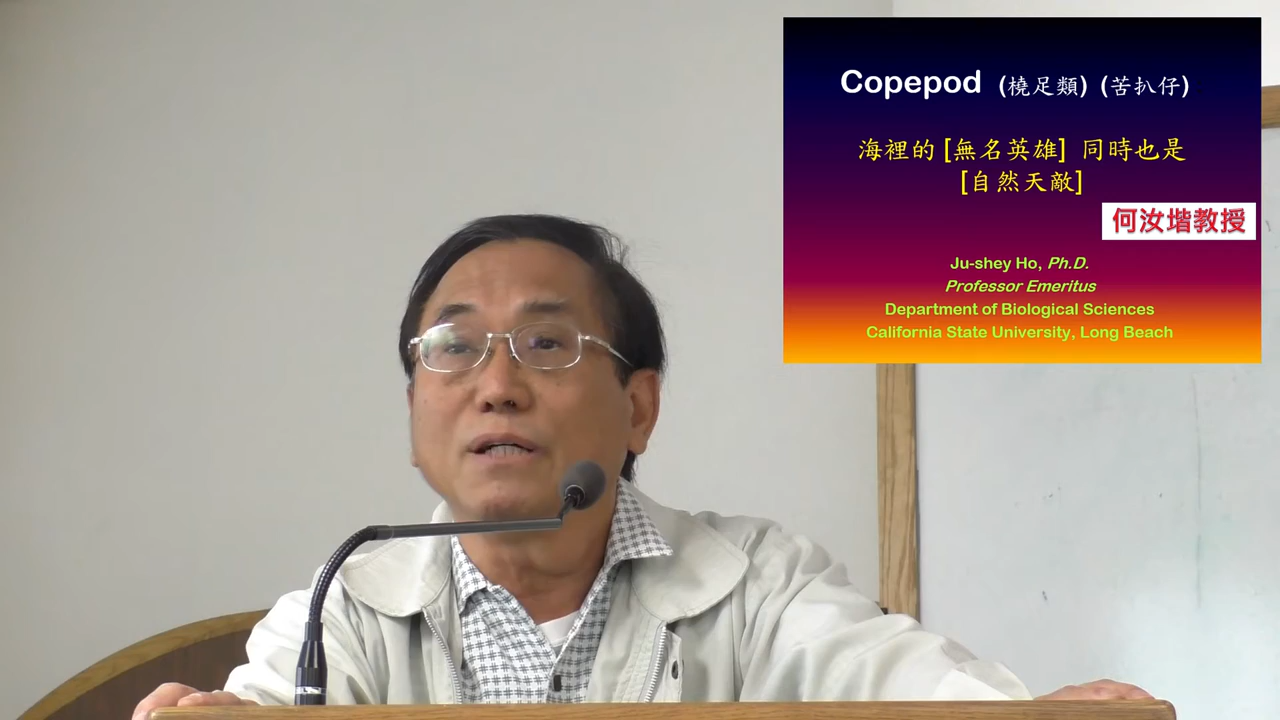 Copepod (橈足類) (苦扒仔)
海裡的 [無名英雄] 同時也是
[自然天敵]
何汝堦教授
Ju-shey Ho, Ph.D.
Professor Emeritus
Department of Biological Sciences
California State University, Long Beach